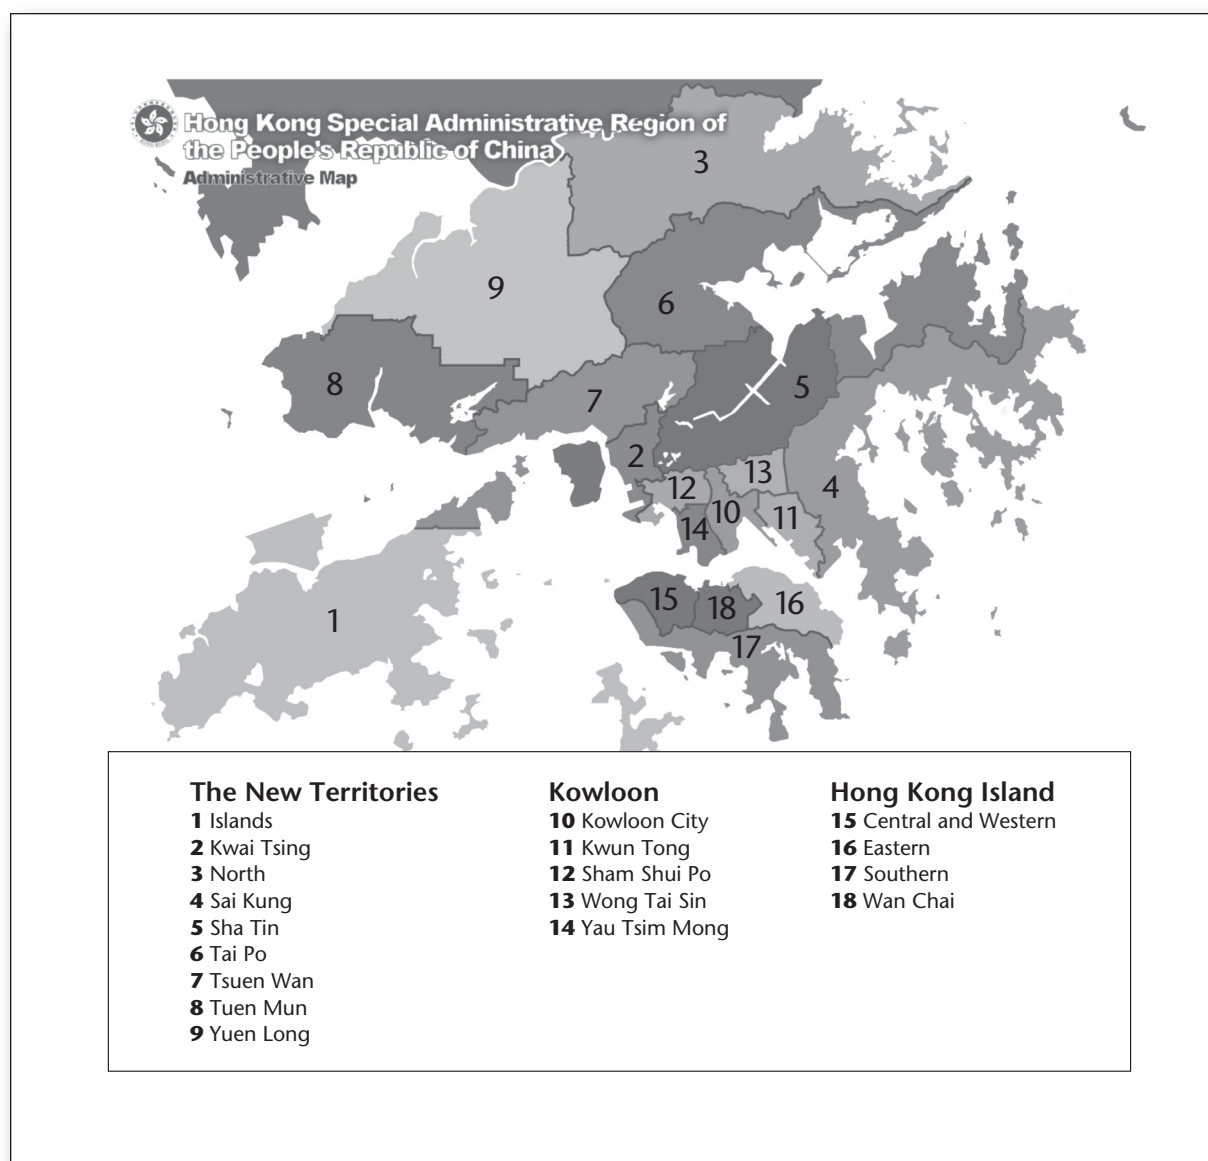 Hong Kong Special Administrative Region of
the People's Republic of China
Administrative Map
3
9
6
8
5
7
2
13
12
4
10
11
14
15
18
16
1
17
The New Territories
1 Islands
2 Kwai Tsing
3 North
4 Sai Kung
5 Sha Tin
6 Tai Po
7 Tsuen Wan
8 Tuen Mun
9 Yuen Long
Kowloon
10 Kowloon City
11 Kwun Tong
12 Sham Shui Po
13 Wong Tai Sin
14 Yau Tsim Mong
Hong Kong Island
15 Central and Western
16 Eastern
17 Southern
18 Wan Chai